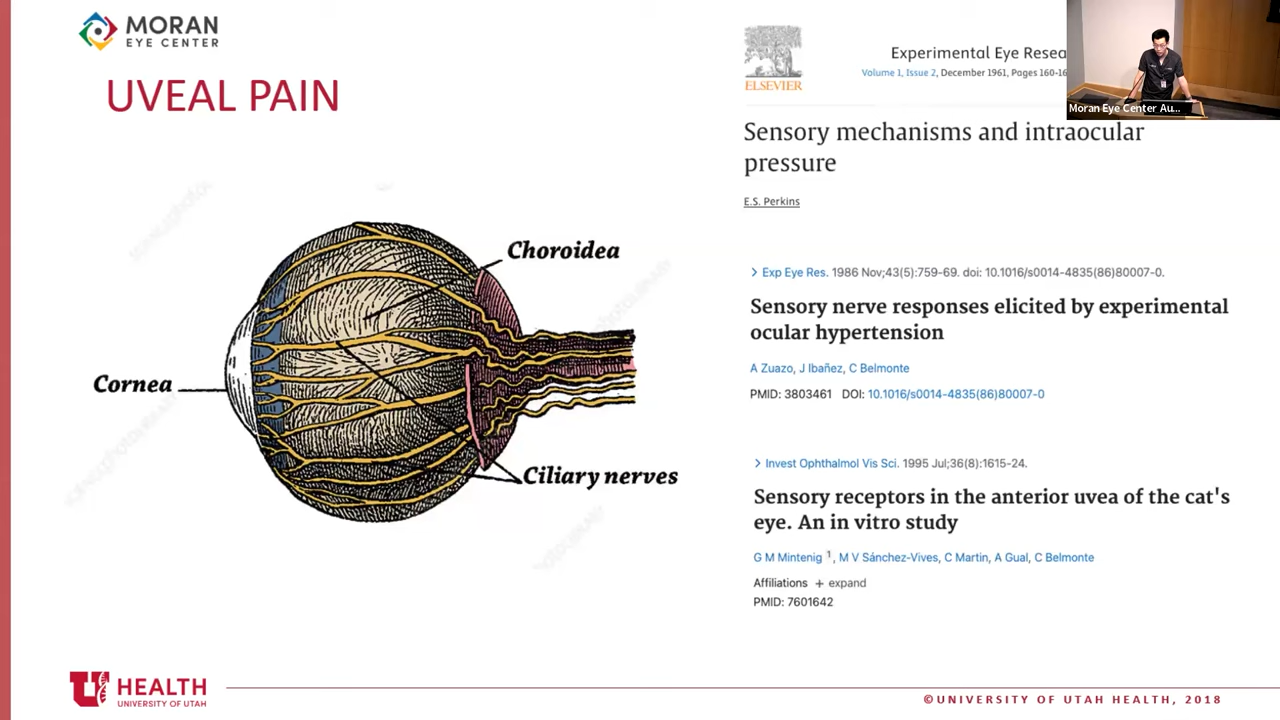 MORAN
EYE CENTER
UVEAL PAIN
Choroidea
Cornea
Ciliary nerves
ELSEVIER
Experimental Eye Resea
Volume 1, Issue 2, December 1961, Pages 160-16
Moran Eye Center Au...
Sensory mechanisms and intraocular
pressure
E.S. Perkins
> Exp Eye Res. 1986 Nov;43(5):759-69. doi: 10.1016/s0014-4835(86)80007-0.
Sensory nerve responses elicited by experimental
ocular hypertension
A Zuazo, J Ibañez, C Belmonte
PMID: 3803461 DOI: 10.1016/s0014-4835(86)80007-0
> Invest Ophthalmol Vis Sci. 1995 Jul;36(8):1615-24.
Sensory receptors in the anterior uvea of the cat's
eye. An in vitro study
G M Mintenig 1, M V Sánchez-Vives, C Martin, A Gual, C Belmonte
Affiliations + expand
PMID: 7601642
U HEALTH
UNIVERSITY OF UTAH
©UNIVERSITY OF UTAH HEALTH, 2018